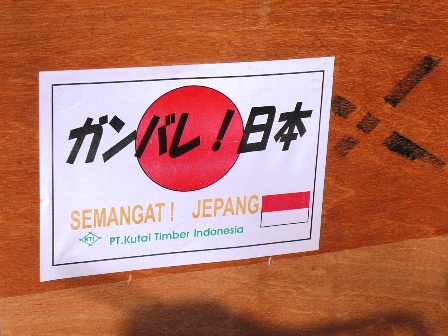 ガンバレ！日本
SEMANGAT! JEPANG
KTI PT.Kutai Timber Indonesia